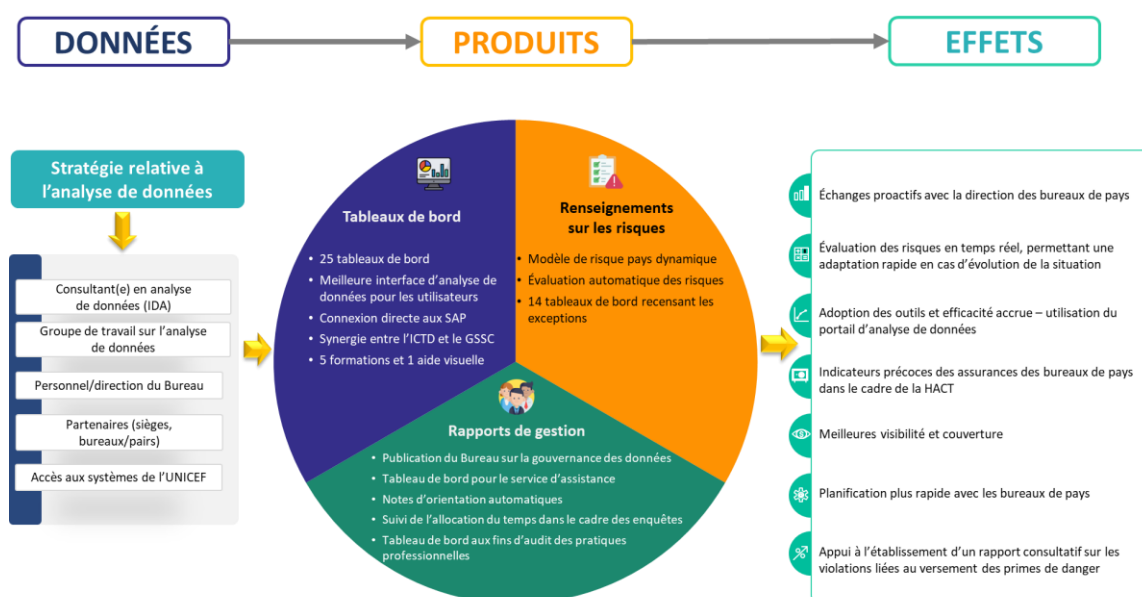 DONNÉES
PRODUITS
EFFETS
Stratégie relative à
l'analyse de données
Consultant(e) en analyse
de données (IDA)
Groupe de travail sur l'analyse
de données
Personnel/direction du Bureau
Partenaires (sièges,
bureaux/pairs)
Accès aux systèmes de l'UNICEF
Tableaux de bord
• 25 tableaux de bord
• Meilleure interface d'analyse de
données pour les utilisateurs
• Connexion directe aux SAP
• Synergie entre l'ICTD et le GSSC
• 5 formations et 1 aide visuelle
Renseignements
sur les risques
• Modèle de risque pays dynamique
• Évaluation automatique des risques
• 14 tableaux de bord recensant les
exceptions
Rapports de gestion
• Publication du Bureau sur la gouvernance des données
• Tableau de bord pour le service d'assistance
• Notes d'orientation automatiques
• Suivi de l'allocation du temps dans le cadre des enquêtes
• Tableau de bord aux fins d'audit des pratiques
professionnelles
Échanges proactifs avec la direction des bureaux de pays
Évaluation des risques en temps réel, permettant une
adaptation rapide en cas d'évolution de la situation
Adoption des outils et efficacité accrue – utilisation du
portail d'analyse de données
Indicateurs précoces des assurances des bureaux de pays
dans le cadre de la HACT
Meilleures visibilité et couverture
Planification plus rapide avec les bureaux de pays
Appui à l'établissement d'un rapport consultatif sur les
violations liées au versement des primes de danger